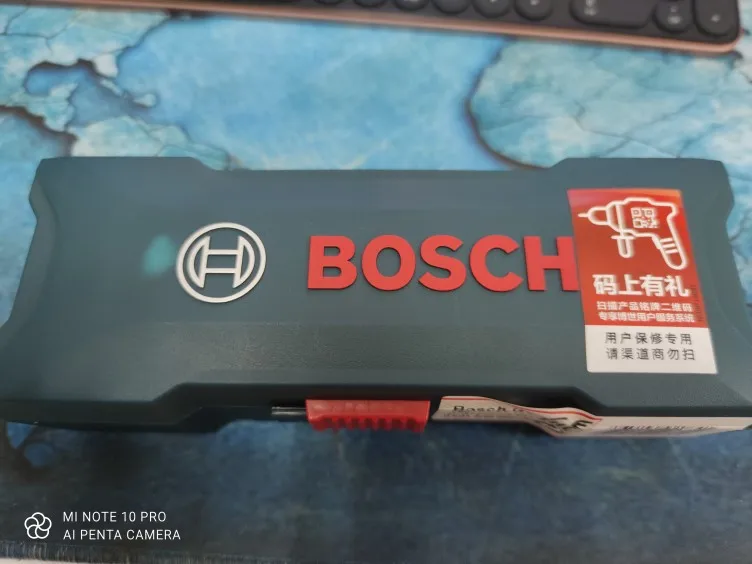 BOSCH
码上有礼
扫描产品铭牌二维码
专享博世用户服务系统
用户保修专用
请渠道商勿扫
Bosch
MI NOTE 10 PRO
AI PENTA CAMERA